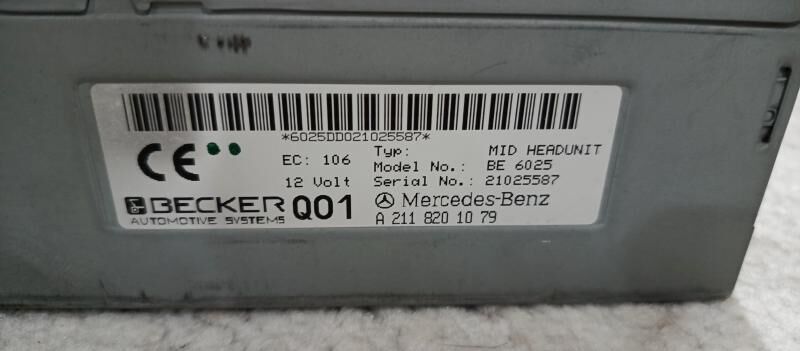 *6025DD021025587*
CE
EC: 106
12 Volt
Typ: MID HEADUNIT
Model No.: BE 6025
Serial No.: 21025587
BECKER
AUTOMOTIVE SYSTEMS
Q01
Mercedes-Benz
A 211 820 10 79